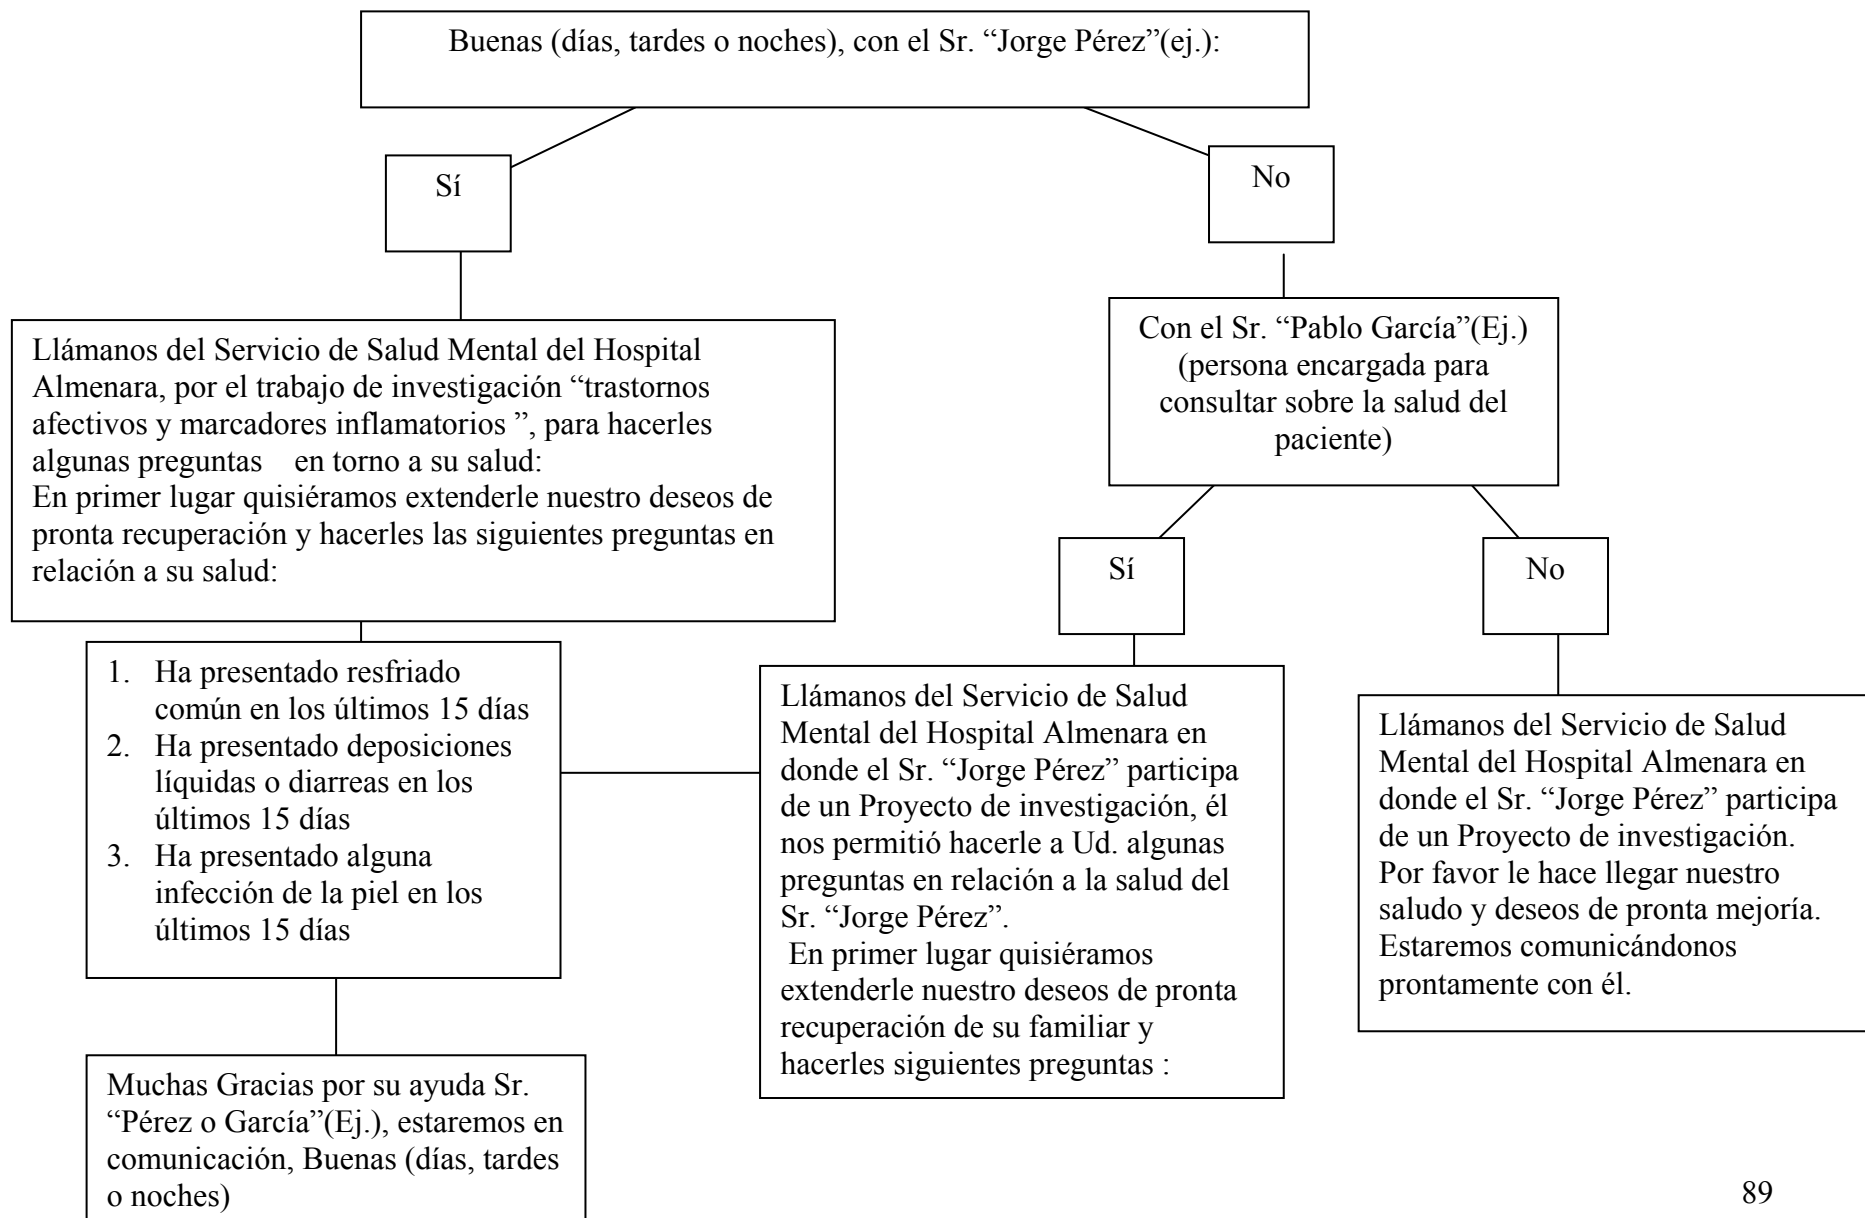 Buenas (días, tardes o noches), con el Sr. “Jorge Pérez”(ej.):
Sí
No
Llámanos del Servicio de Salud Mental del Hospital
Almenara, por el trabajo de investigación “trastornos
afectivos y marcadores inflamatorios ”, para hacerles
algunas preguntas    en torno a su salud:
En primer lugar quisiéramos extenderle nuestro deseos de
pronta recuperación y hacerles las siguientes preguntas en
relación a su salud:
Con el Sr. “Pablo García”(Ej.)
(persona encargada para
consultar sobre la salud del
paciente)
Sí
No
1. Ha presentado resfriado
común en los últimos 15 días
2. Ha presentado deposiciones
líquidas o diarreas en los
últimos 15 días
3. Ha presentado alguna
infección de la piel en los
últimos 15 días
Llámanos del Servicio de Salud
Mental del Hospital Almenara en
donde el Sr. “Jorge Pérez” participa
de un Proyecto de investigación, él
nos permitió hacerle a Ud. algunas
preguntas en relación a la salud del
Sr. “Jorge Pérez”.
En primer lugar quisiéramos
extenderle nuestro deseos de pronta
recuperación de su familiar y
hacerles siguientes preguntas :
Llámanos del Servicio de Salud
Mental del Hospital Almenara en
donde el Sr. “Jorge Pérez” participa
de un Proyecto de investigación.
Por favor le hace llegar nuestro
saludo y deseos de pronta mejoría.
Estaremos comunicándonos
prontamente con él.
Muchas Gracias por su ayuda Sr.
“Pérez o García”(Ej.), estaremos en
comunicación, Buenas (días, tardes
o noches)
89